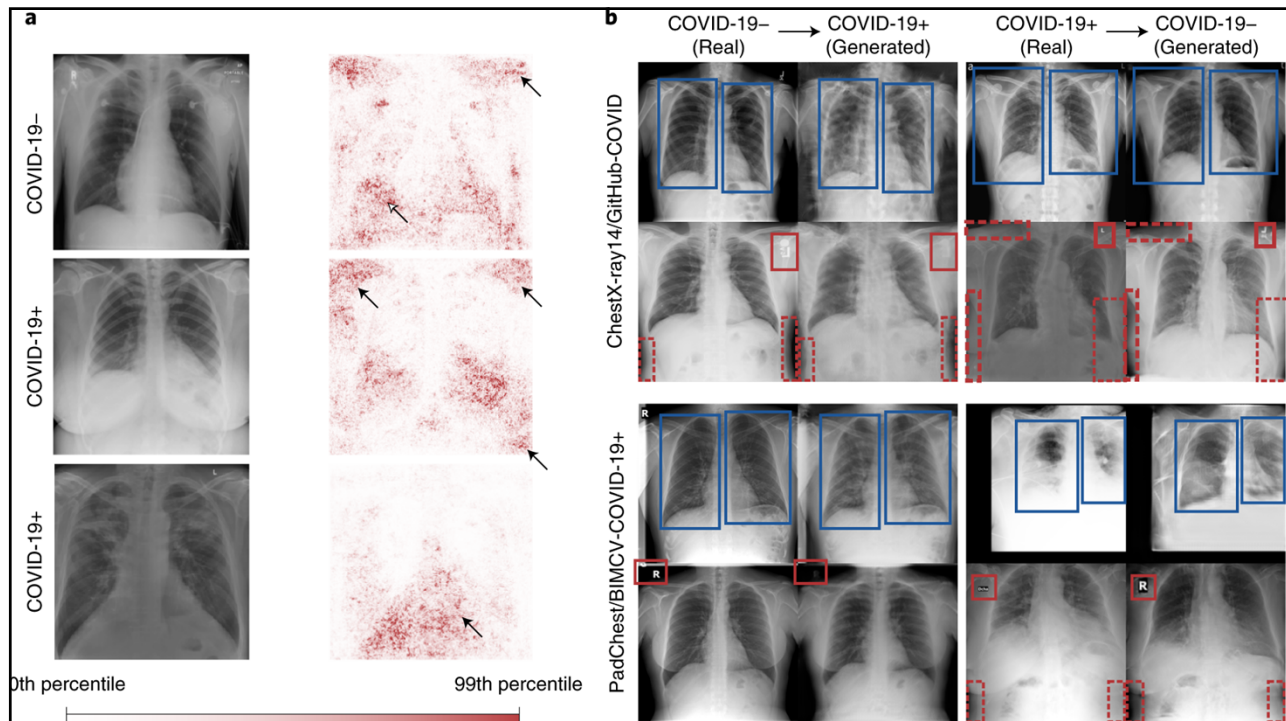 a
COVID-19–
COVID-19+
COVID-19+
0th percentile
99th percentile
b
COVID-19– → COVID-19+
(Real) (Generated)
COVID-19+ → COVID-19–
(Real) (Generated)
ChestX-ray14/GitHub-COVID
PadChest/BIMCV-COVID-19+
R
L
a
L
L
R
R
R